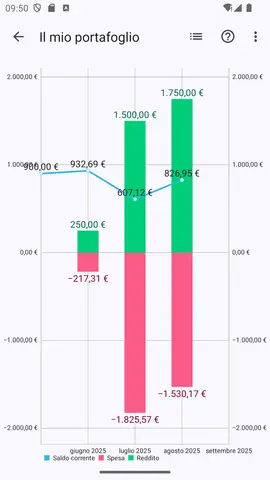 09:50
Il mio portafoglio
2.000,00 € 2.000,00 €
1.750,00 €
1.500,00 €
1.000,00 € 1.000,00 €
906,00 € 932,69 € 826,95 €
607,12 €
250,00 €
0,00 € 0,00 €
−217,31 €
−1.000,00 € −1.000,00 €
−1.530,17 €
−1.825,57 €
−2.000,00 € −2.000,00 €
giugno 2025 luglio 2025 agosto 2025 settembre 2025
Saldo corrente Spesa Reddito